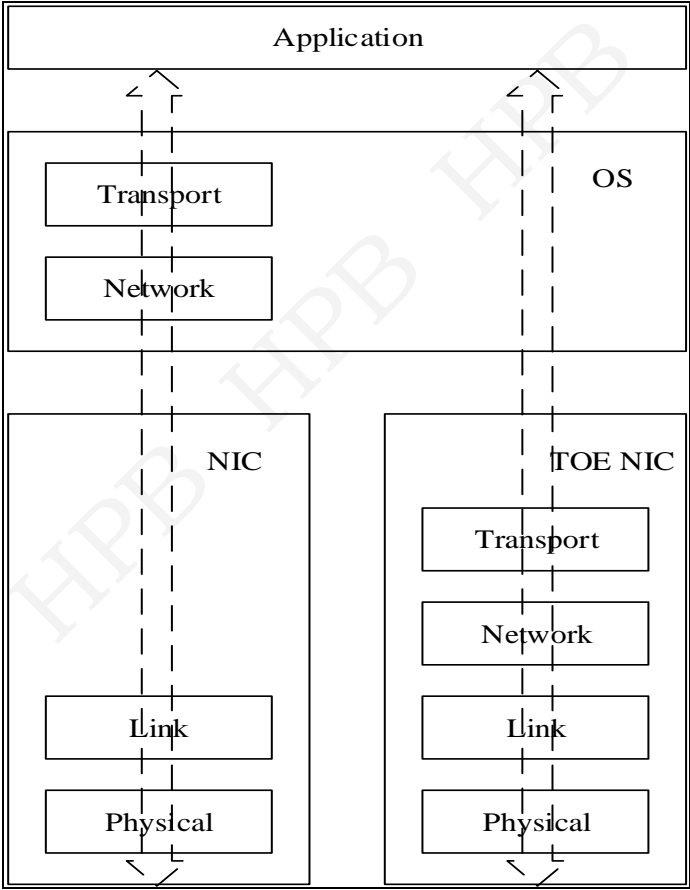 Application
OS
Transport
Network
NIC
TOE NIC
Transport
Network
Link
Link
Physical
Physical
HPB HPB HPB